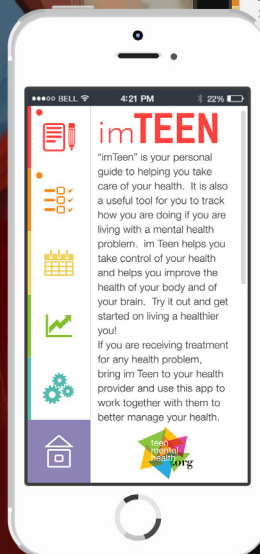 BELL 4:21 PM 22%
imTEEN
"imTeen" is your personal
guide to helping you take
care of your health. It is also
a useful tool for you to track
how you are doing if you are
living with a mental health
problem. im Teen helps you
take control of your health
and helps you improve the
health of your body and of
your brain. Try it out and get
started on living a healthier
you!
If you are receiving treatment
for any health problem,
bring im Teen to your health
provider and use this app to
work together with them to
better manage your health.
teen
mental
health
.org